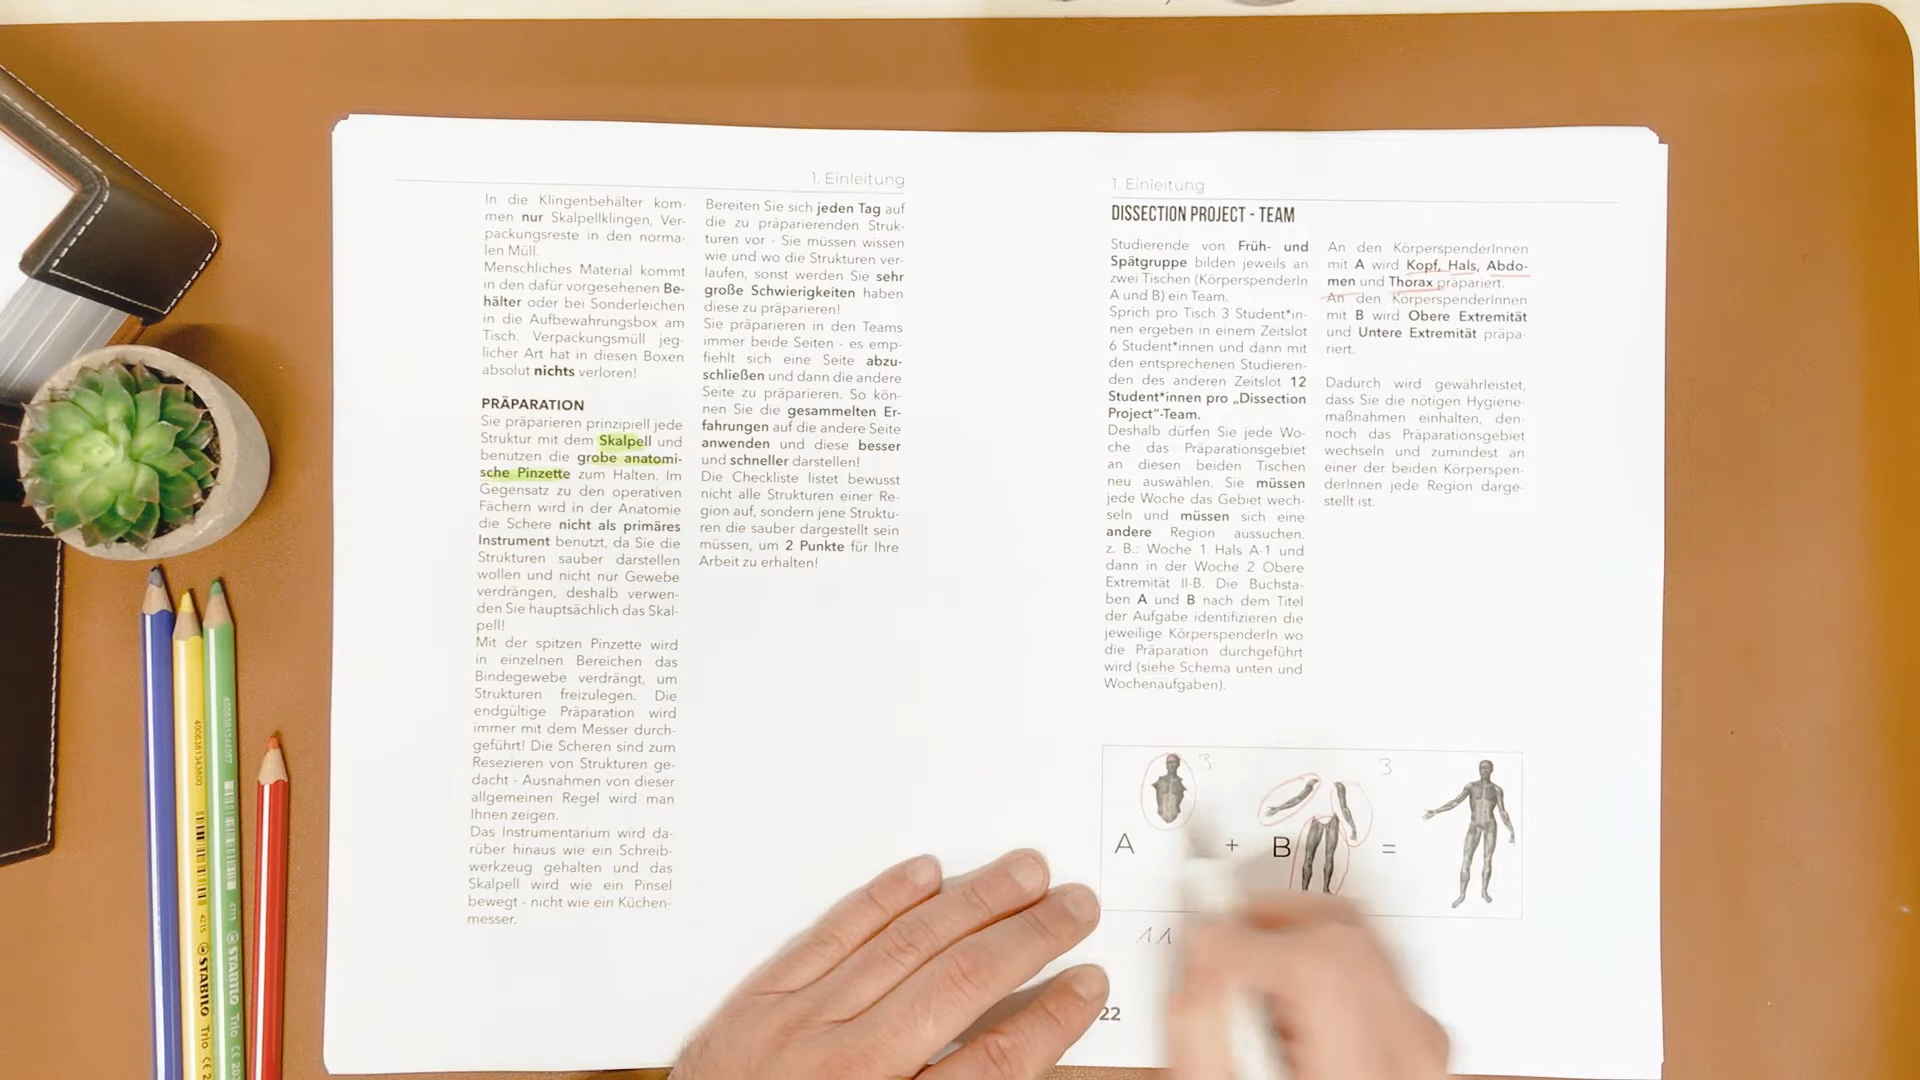 1. Einleitung
In die Klingenbehälter kom-
men nur Skalpellklingen, Ver-
packungsreste in den norma-
len Müll.
Menschliches Material kommt
in den dafür vorgesehenen Be-
hälter oder bei Sonderleichen
in die Aufbewahrungsbox am
Tisch. Verpackungsmüll jeg-
licher Art hat in diesen Boxen
absolut nichts verloren!
PRÄPARATION
Sie präparieren prinzipiell jede
Struktur mit dem Skalpell und
benutzen die grobe anatomi-
sche Pinzette zum Halten. Im
Gegensatz zu den operativen
Fächern wird in der Anatomie
die Schere nicht als primäres
Instrument benutzt, da Sie die
Strukturen sauber darstellen
wollen und nicht nur Gewebe
verdrängen, deshalb verwen-
den Sie hauptsächlich das Skal-
pell!
Mit der spitzen Pinzette wird
in einzelnen Bereichen das
Bindegewebe verdrängt, um
Strukturen freizulegen. Die
endgültige Präparation wird
immer mit dem Messer durch-
geführt! Die Scheren sind zum
Resezieren von Strukturen ge-
dacht - Ausnahmen von dieser
allgemeinen Regel wird man
Ihnen zeigen.
Das Instrumentarium wird da-
rüber hinaus wie ein Schreib-
werkzeug gehalten und das
Skalpell wird wie ein Pinsel
bewegt - nicht wie ein Küchen-
messer.
Bereiten Sie sich jeden Tag auf
die zu präparierenden Struk-
turen vor - Sie müssen wissen
wie und wo die Strukturen ver-
laufen, sonst werden Sie sehr
große Schwierigkeiten haben
diese zu präparieren!
Sie präparieren in den Teams
immer beide Seiten - es emp-
fiehlt sich eine Seite abzu-
schließen und dann die andere
Seite zu präparieren. So kön-
nen Sie die gesammelten Er-
fahrungen auf die andere Seite
anwenden und diese besser
und schneller darstellen!
Die Checkliste listet bewusst
nicht alle Strukturen einer Re-
gion auf, sondern jene Struktu-
ren die sauber dargestellt sein
müssen, um 2 Punkte für Ihre
Arbeit zu erhalten!
1. Einleitung
DISSECTION PROJECT - TEAM
Studierende von Früh- und
Spätgruppe bilden jeweils an
zwei Tischen (KörperspenderIn
A und B) ein Team.
Sprich pro Tisch 3 Student*in-
nen ergeben in einem Zeitslot
6 Student*innen und dann mit
den entsprechenen Studieren-
den des anderen Zeitslot 12
Student*innen pro „Dissection
Project“-Team.
Deshalb dürfen Sie jede Wo-
che das Präparationsgebiet
an diesen beiden Tischen
neu auswählen. Sie müssen
jede Woche das Gebiet wech-
seln und müssen sich eine
andere Region aussuchen.
z. B.: Woche 1 Hals A-1 und
dann in der Woche 2 Obere
Extremität II-B. Die Buchsta-
ben A und B nach dem Titel
der Aufgabe identifizieren die
jeweilige KörperspenderIn wo
die Präparation durchgeführt
wird (siehe Schema unten und
Wochenaufgaben).
An den KörperspenderInnen
mit A wird Kopf, Hals, Abdo-
men und Thorax präpariert.
An den KörperspenderInnen
mit B wird Obere Extremität
und Untere Extremität präpa-
riert.
Dadurch wird gewährleistet,
dass Sie die nötigen Hygiene-
maßnahmen einhalten, den-
noch das Präparationsgebiet
wechseln und zumindest an
einer der beiden Körperspen-
derInnen jede Region darge-
stellt ist.
3 3
A + B =
11
22
4006381343800
4215 STABILO Trio CE
4006381344067
4215 STABILO Trio CE